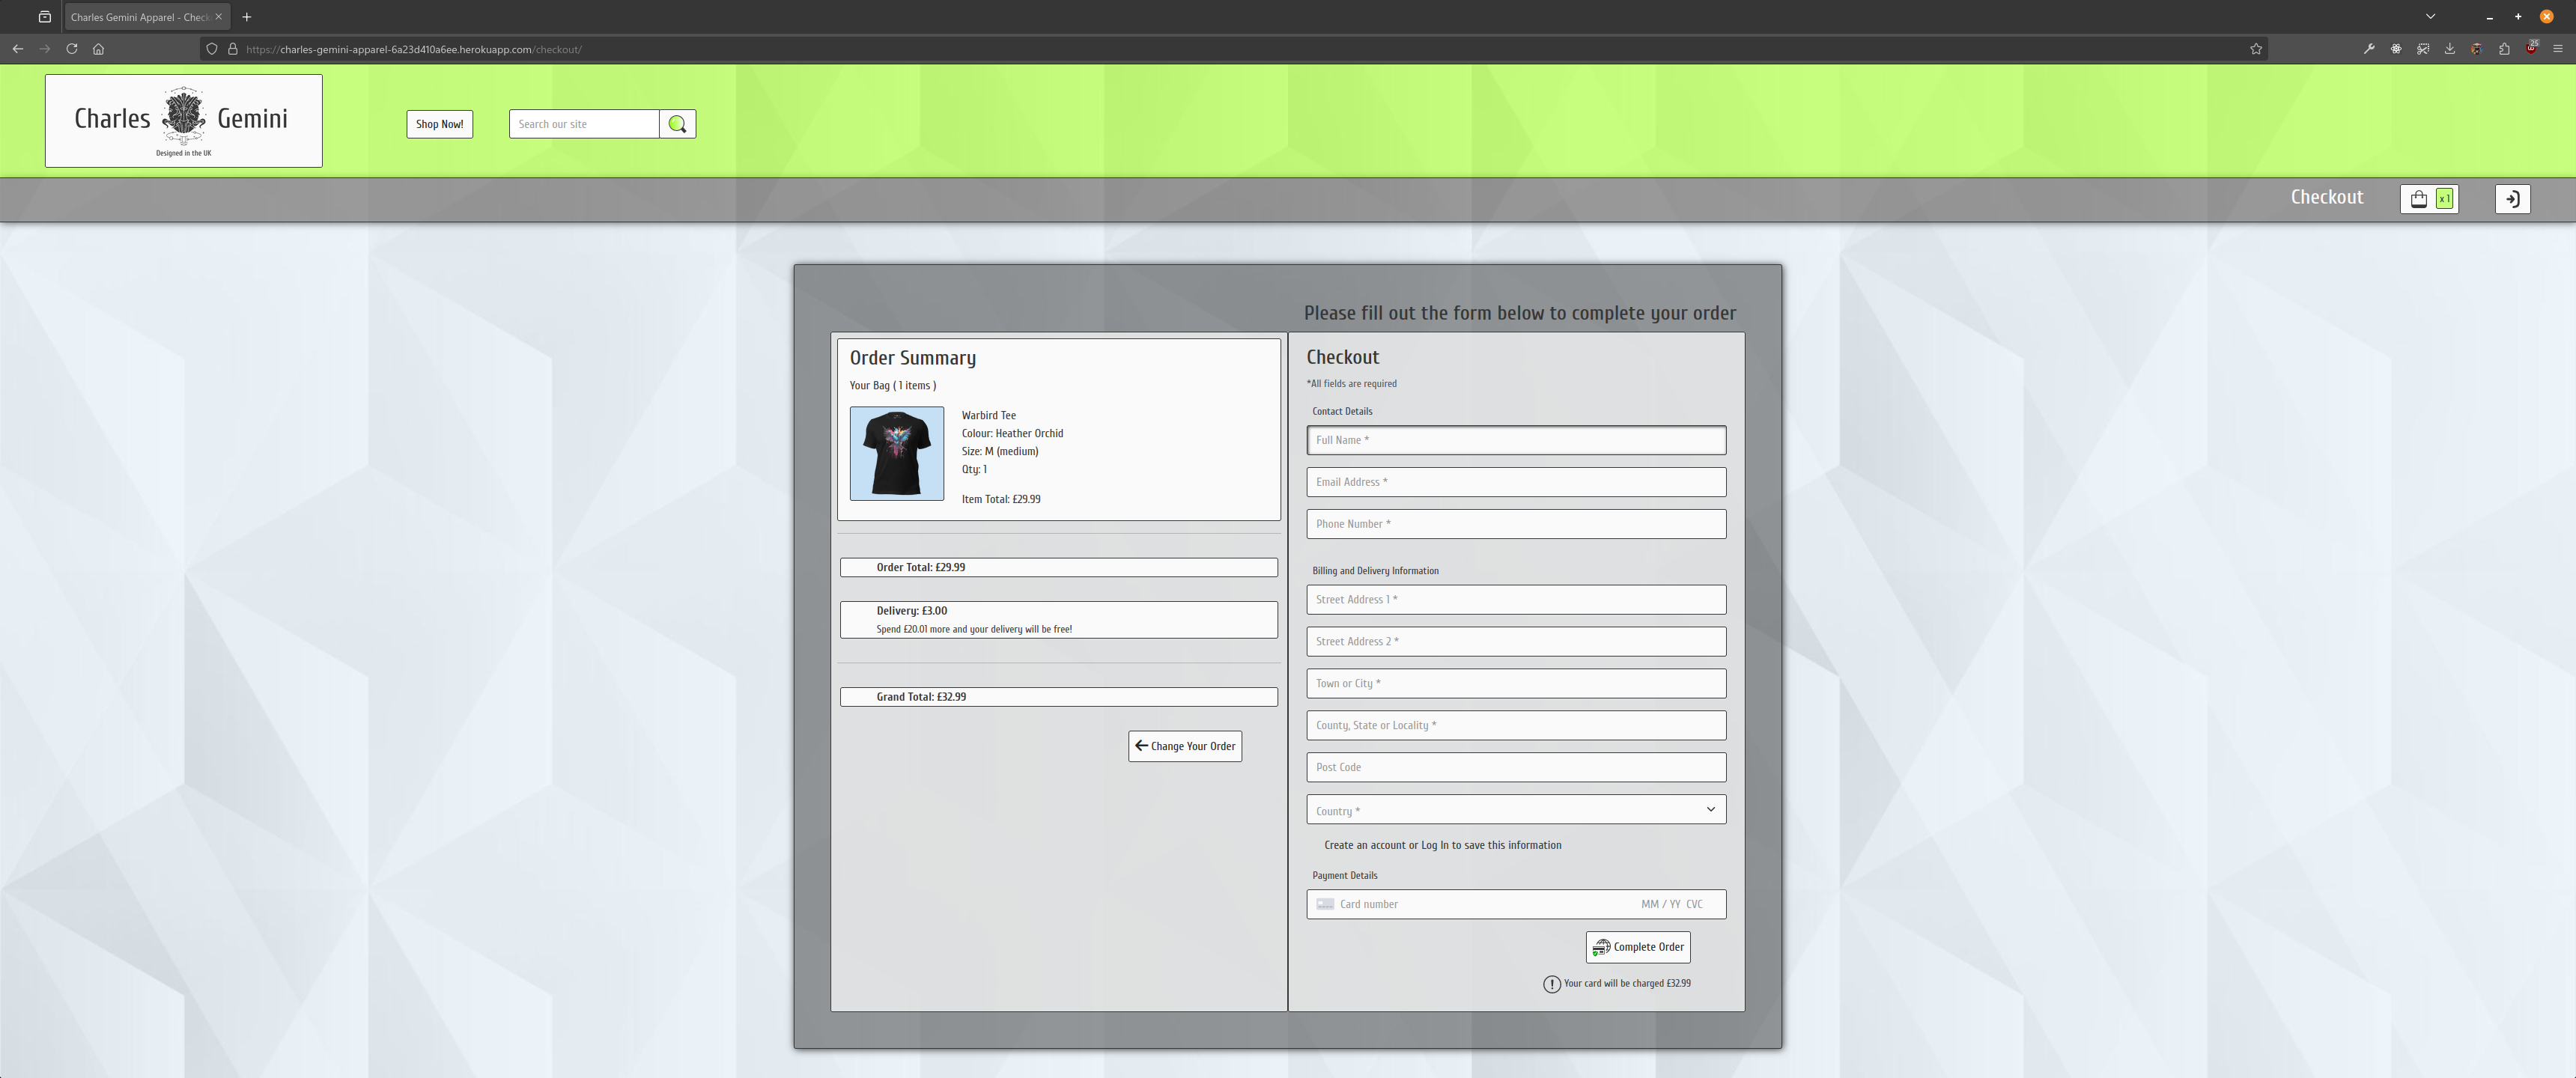 Charles Gemini Apparel - Check
https://charles-gemini-apparel-6a23d410a6ee.herokuapp.com/checkout/
25
Charles Gemini
Designed in the UK
Shop Now!
Search our site
Checkout
x 1
Please fill out the form below to complete your order
Order Summary
Your Bag ( 1 items )
Warbird Tee
Colour: Heather Orchid
Size: M (medium)
Qty: 1
Item Total: £29.99
Order Total: £29.99
Delivery: £3.00
Spend £20.01 more and your delivery will be free!
Grand Total: £32.99
Change Your Order
Checkout
*All fields are required
Contact Details
Full Name *
Email Address *
Phone Number *
Billing and Delivery Information
Street Address 1 *
Street Address 2 *
Town or City *
County, State or Locality *
Post Code
Country *
Create an account or Log In to save this information
Payment Details
Card number MM / YY CVC
Complete Order
Your card will be charged £32.99